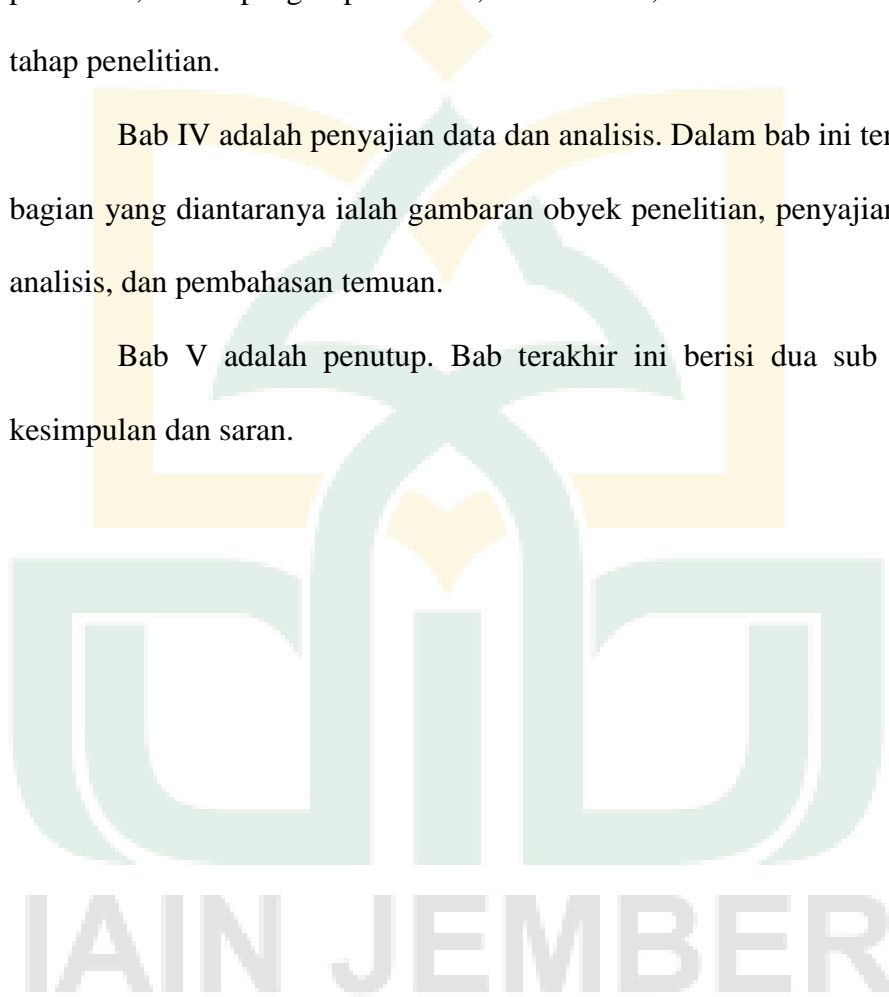 tahap penelitian.
Bab IV adalah penyajian data dan analisis. Dalam bab ini
bagian yang diantaranya ialah gambaran obyek penelitian, penyajian
analisis, dan pembahasan temuan.
Bab V adalah penutup. Bab terakhir ini berisi dua sub
kesimpulan dan saran.
IAIN JEMBER